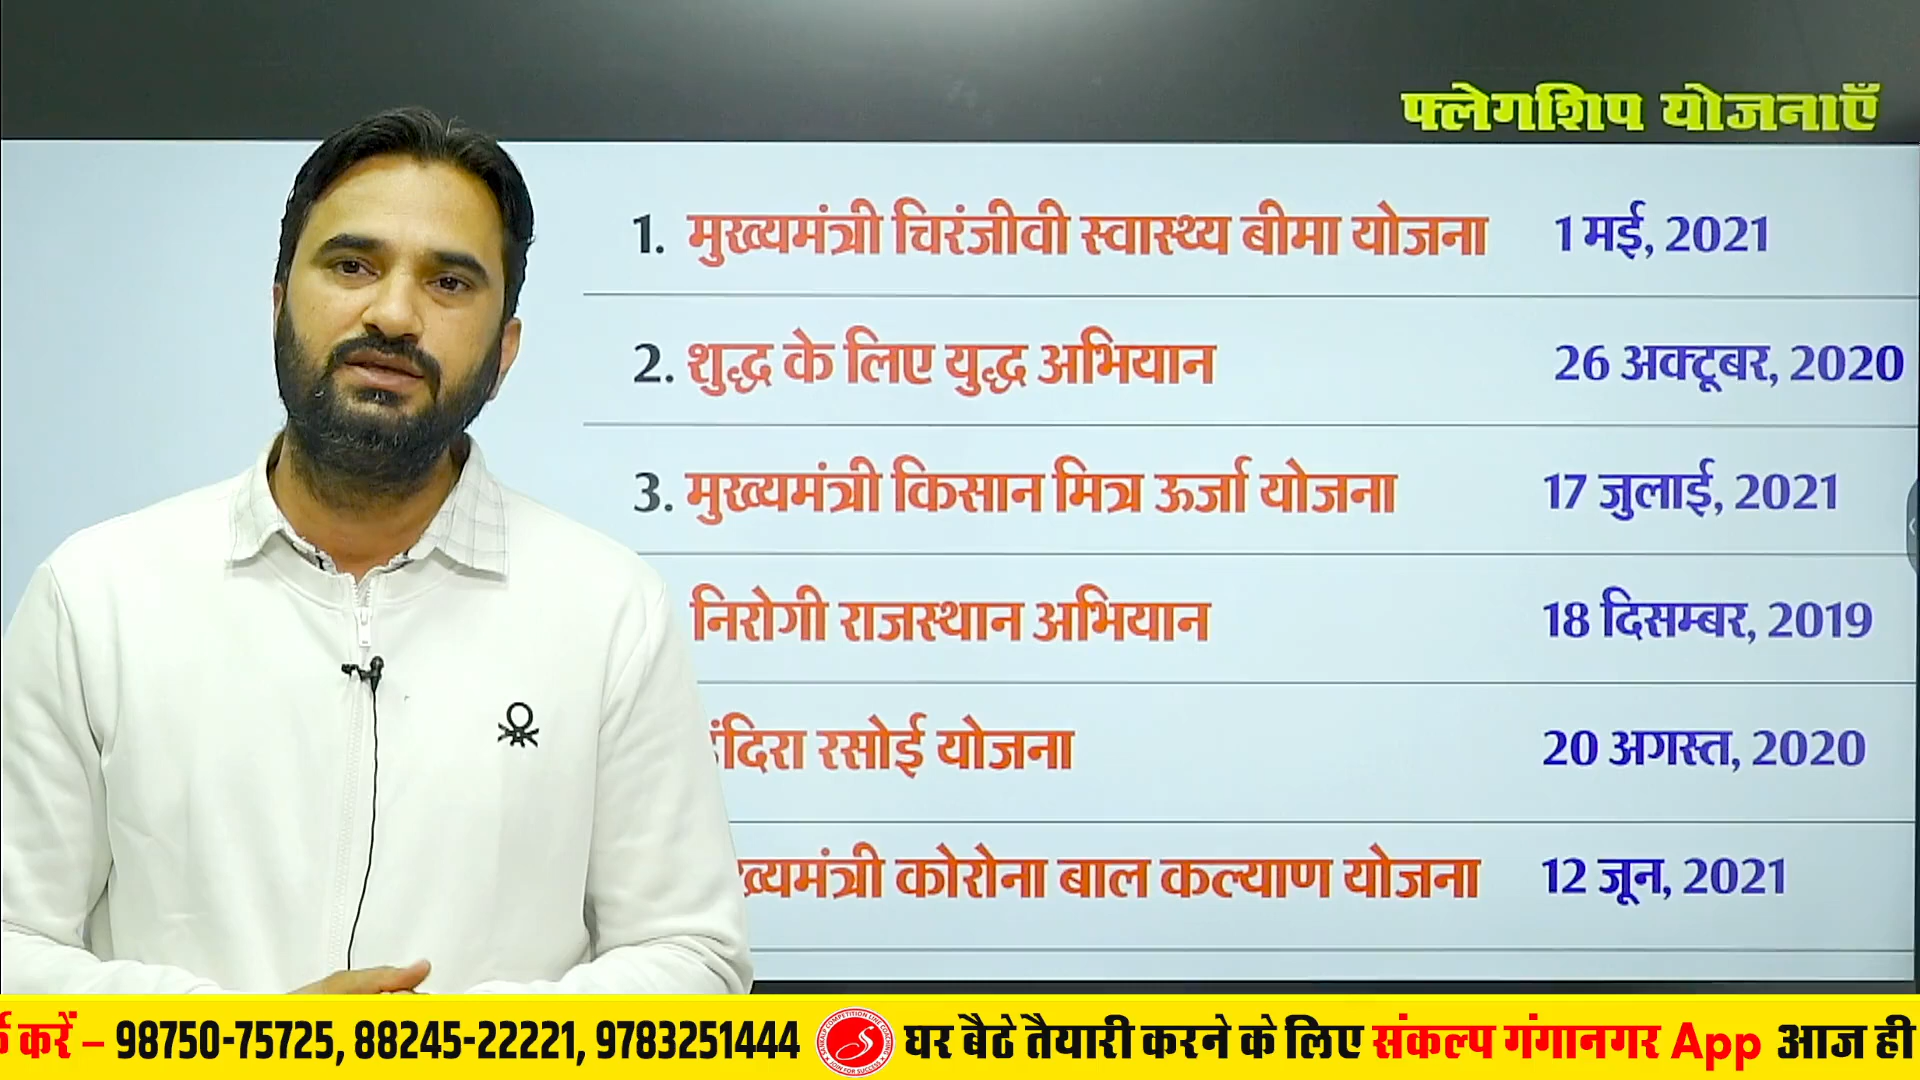 फ्लेगशिप योजनाएँ
1. मुख्यमंत्री चिरंजीवी स्वास्थ्य बीमा योजना 1 मई, 2021
2. शुद्ध के लिए युद्ध अभियान 26 अक्टूबर, 2020
3. मुख्यमंत्री किसान मित्र ऊर्जा योजना 17 जुलाई, 2021
निरोगी राजस्थान अभियान 18 दिसम्बर, 2019
इंदिरा रसोई योजना 20 अगस्त, 2020
ख्यमंत्री कोरोना बाल कल्याण योजना 12 जून, 2021
करें – 98750-75725, 88245-22221, 9783251444 घर बैठे तैयारी करने के लिए संकल्प गंगानगर App आज ही